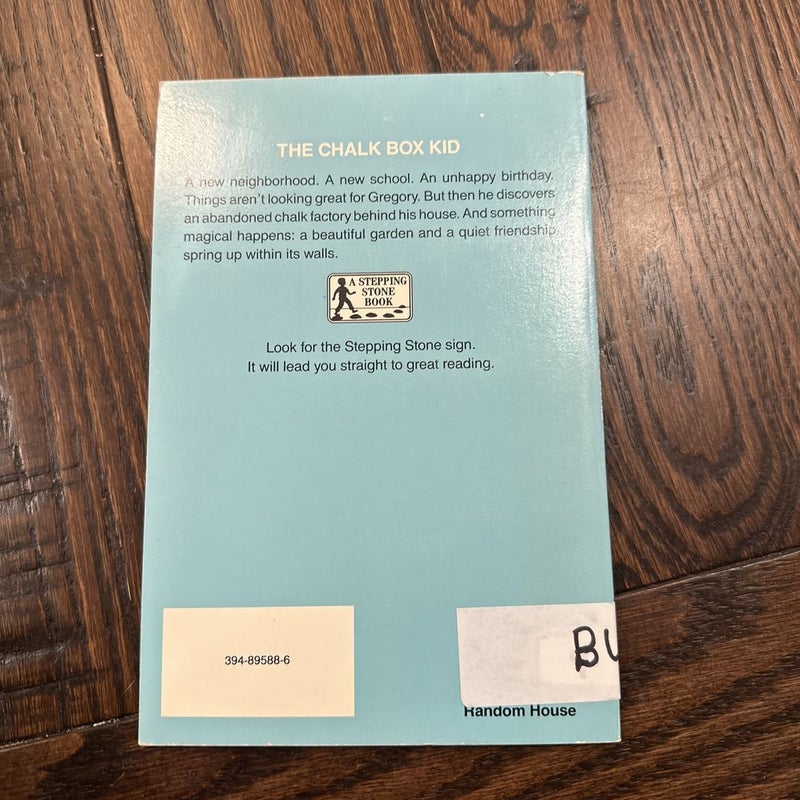 THE CHALK BOX KID
A new neighborhood. A new school. An unhappy birthday.
Things aren't looking great for Gregory. But then he discovers
an abandoned chalk factory behind his house. And something
magical happens: a beautiful garden and a quiet friendship
spring up within its walls.
A STEPPING
STONE
BOOK
Look for the Stepping Stone sign.
It will lead you straight to great reading.
394-89588-6
BU
Random House